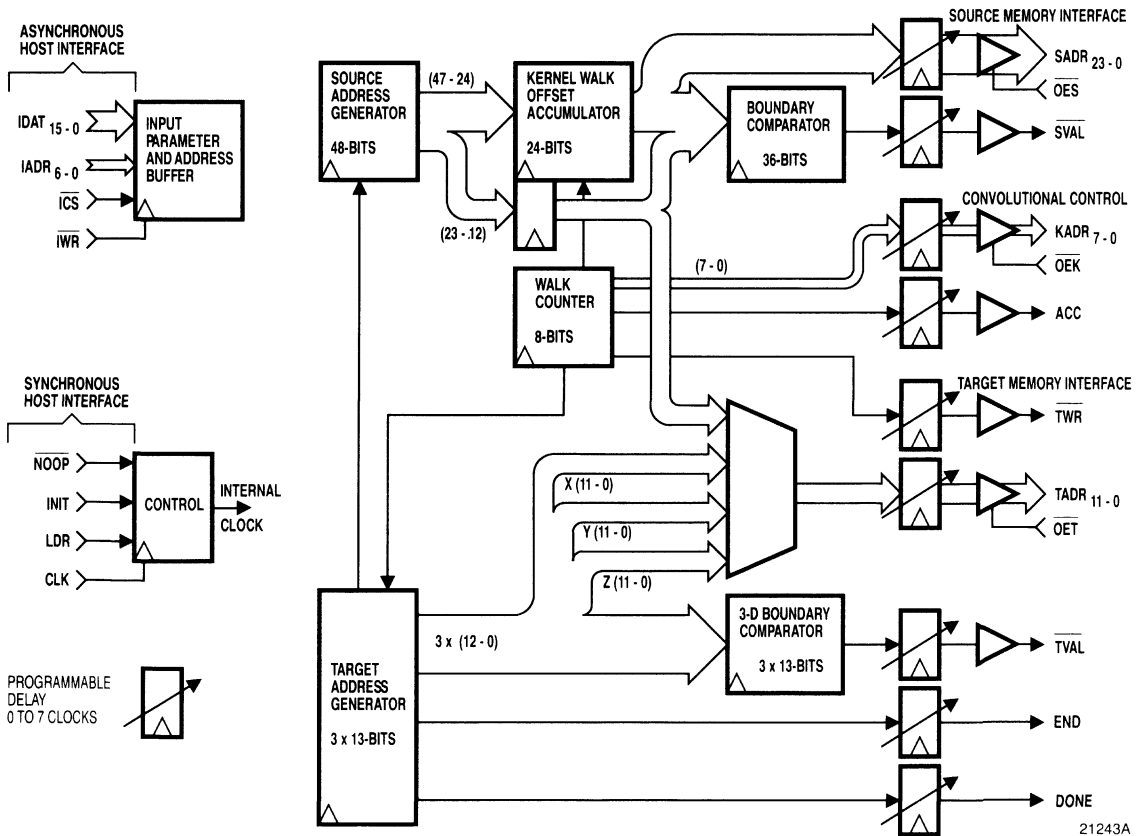 ASYNCHRONOUS
HOST INTERFACE
IDAT 15 - 0
IADR 6 - 0
ICS
IWR
INPUT
PARAMETER
AND ADDRESS
BUFFER
SOURCE
ADDRESS
GENERATOR
48-BITS
(47 - 24)
(23 - .12)
KERNEL WALK
OFFSET
ACCUMULATOR
24-BITS
BOUNDARY
COMPARATOR
36-BITS
SOURCE MEMORY INTERFACE
SADR 23 - 0
OES
SVAL
CONVOLUTIONAL CONTROL
KADR 7 - 0
OEK
ACC
WALK
COUNTER
8-BITS
(7 - 0)
SYNCHRONOUS
HOST INTERFACE
NOOP
INIT
LDR
CLK
CONTROL
INTERNAL
CLOCK
TARGET MEMORY INTERFACE
TWR
TADR 11 - 0
OET
X (11 - 0)
Y (11 - 0)
Z (11 - 0)
3 x (12 - 0)
TARGET
ADDRESS
GENERATOR
3 x 13-BITS
3-D BOUNDARY
COMPARATOR
3 x 13-BITS
TVAL
END
DONE
PROGRAMMABLE
DELAY
0 TO 7 CLOCKS
21243A